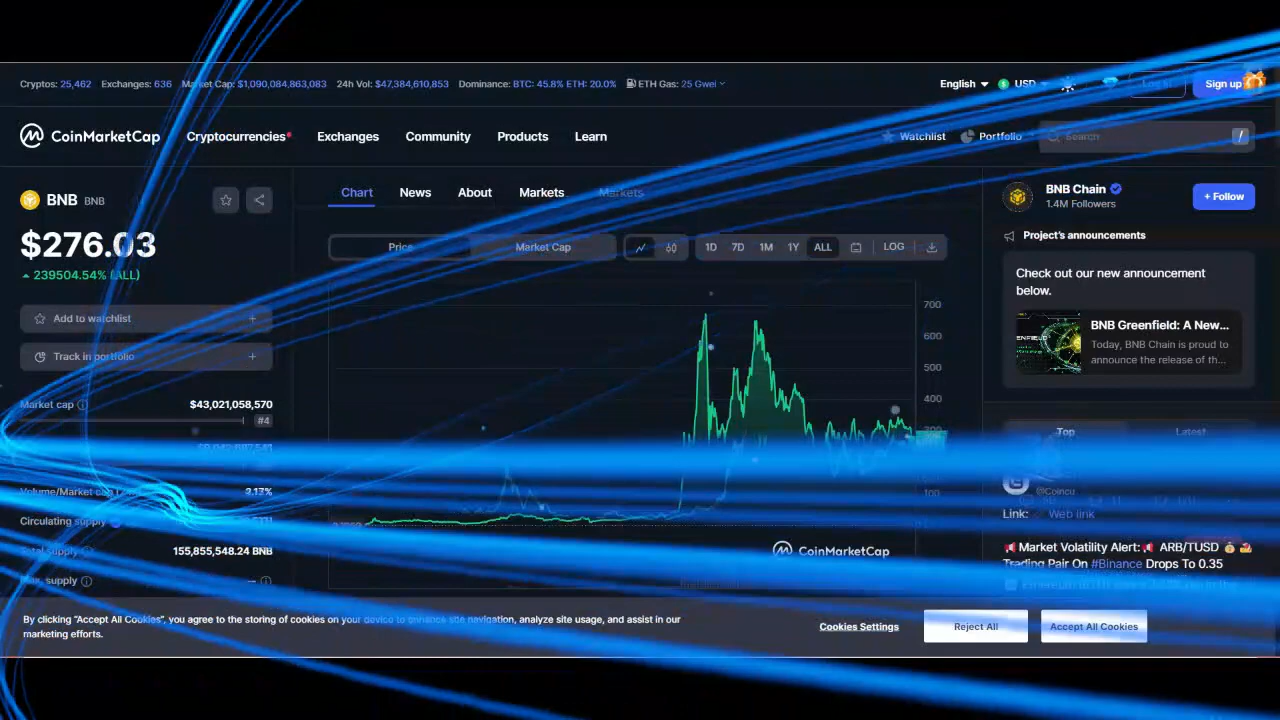 Cryptos: 25,462 Exchanges: 636 Market Cap: $1,090,084,863,083 24h Vol: $47,384,610,853 Dominance: BTC: 45.8% ETH: 20.0% ETH Gas: 25 Gwei
English USD Log In Sign up
CoinMarketCap Cryptocurrencies Exchanges Community Products Learn
Watchlist Portfolio Search /
BNB BNB
$276.03
239504.54% (ALL)
Add to watchlist +
Track in portfolio +
Market cap $43,021,058,570
#4
Volume/Market cap 2.17%
Circulating supply
Total supply 155,855,548.24 BNB
Max. supply --
Chart News About Markets Markets
Price Market Cap 1D 7D 1M 1Y ALL LOG
700
600
500
400
300
100
CoinMarketCap
BNB Chain
1.4M Followers
+ Follow
Project's announcements
Check out our new announcement
below.
BNB Greenfield: A New...
Today, BNB Chain is proud to
announce the release of th...
Top Latest
@Coincu
Link: Web link
Market Volatility Alert: ARB/TUSD
Trading Pair On #Binance Drops To 0.35
By clicking "Accept All Cookies", you agree to the storing of cookies on your device to enhance site navigation, analyze site usage, and assist in our
marketing efforts.
Cookies Settings Reject All Accept All Cookies